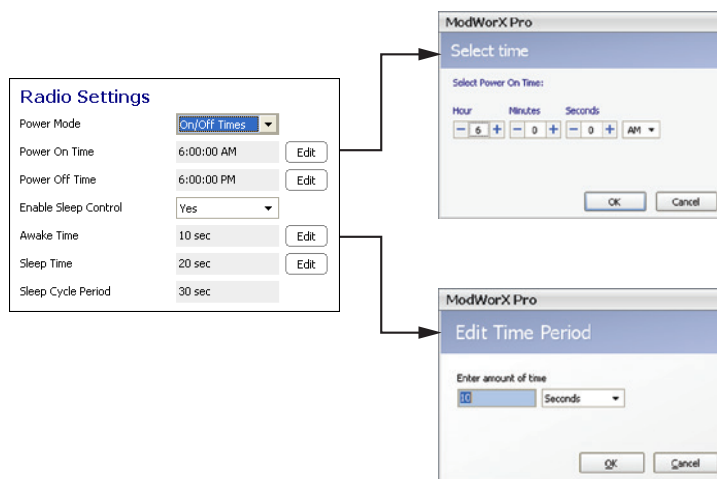 Radio Settings
Power Mode On/Off Times
Power On Time 6:00:00 AM Edit
Power Off Time 6:00:00 PM Edit
Enable Sleep Control Yes
Awake Time 10 sec Edit
Sleep Time 20 sec Edit
Sleep Cycle Period 30 sec
ModWorX Pro
Select time
Select Power On Time:
Hour Minutes Seconds
− 6 + − 0 + − 0 + AM
OK Cancel
ModWorX Pro
Edit Time Period
Enter amount of time
10 Seconds
OK Cancel